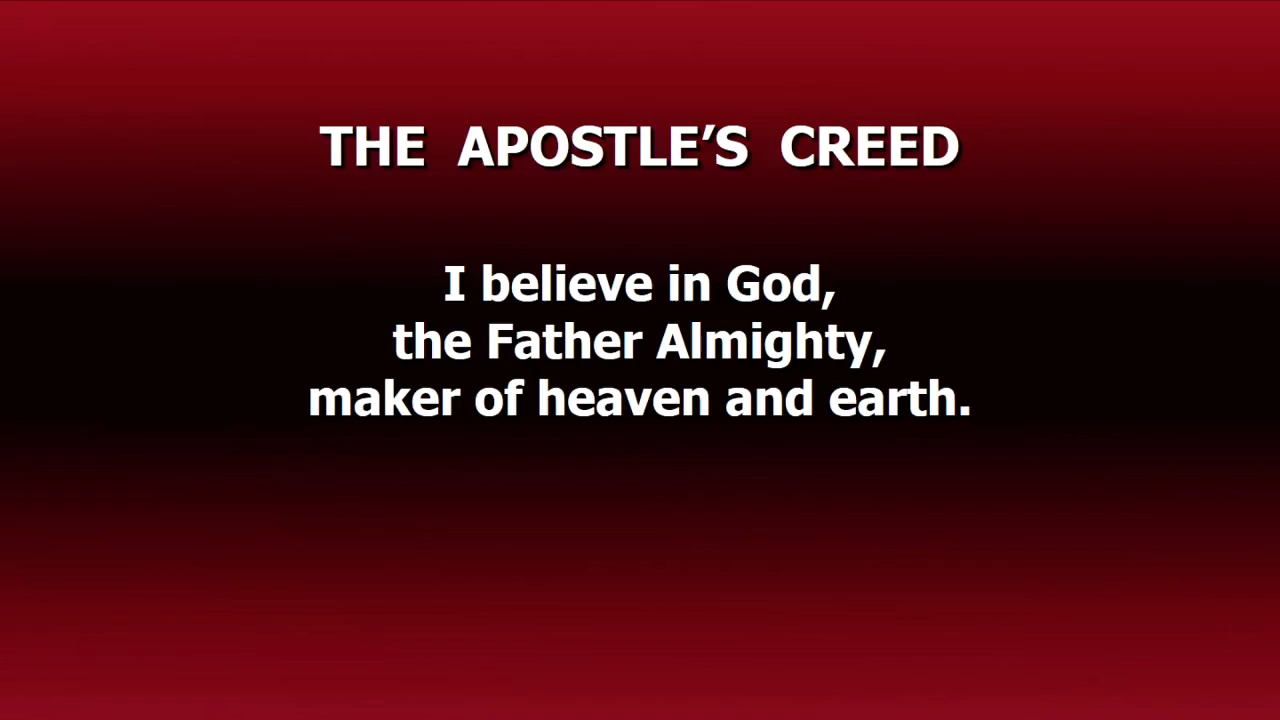 THE APOSTLE’S CREED
I believe in God,
the Father Almighty,
maker of heaven and earth.